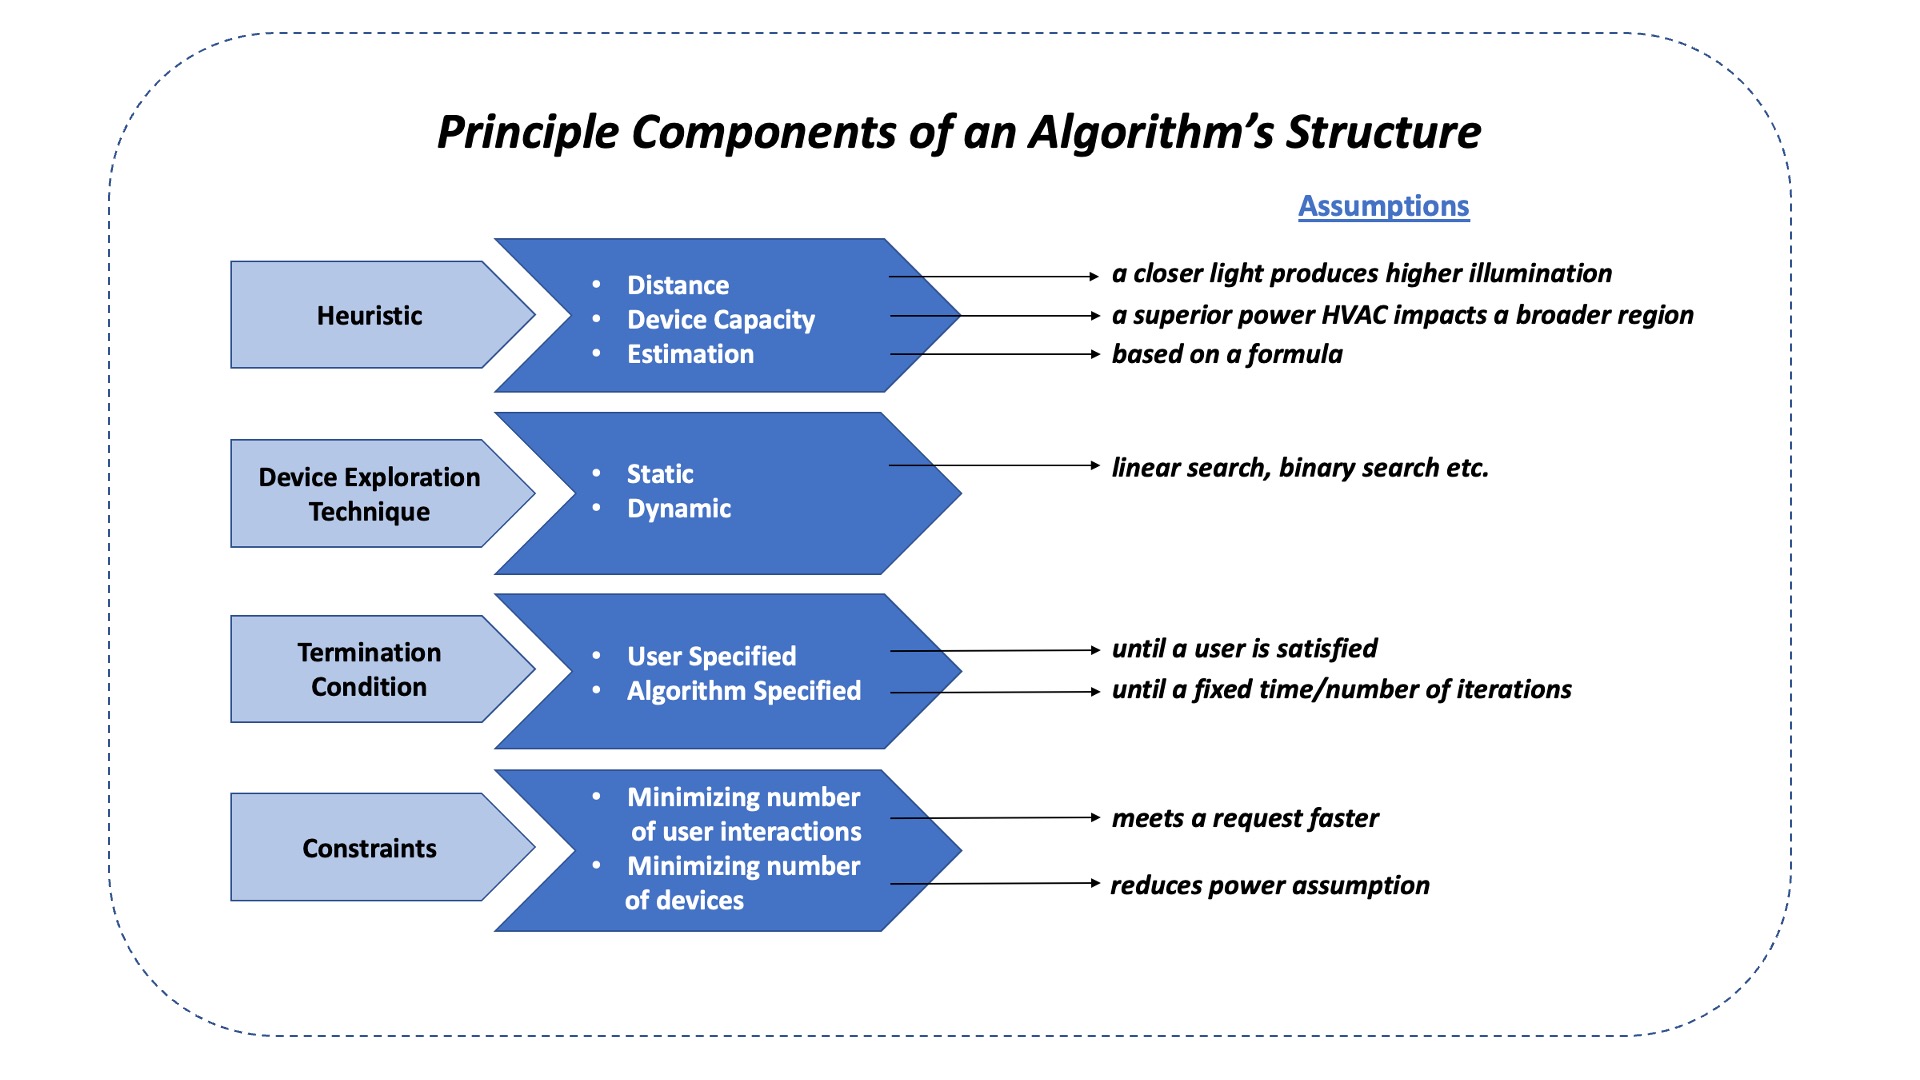 Principle Components of an Algorithm’s Structure
Assumptions
Heuristic
• Distance
• Device Capacity
• Estimation
a closer light produces higher illumination
a superior power HVAC impacts a broader region
based on a formula
Device Exploration
Technique
• Static
• Dynamic
linear search, binary search etc.
Termination
Condition
• User Specified
• Algorithm Specified
until a user is satisfied
until a fixed time/number of iterations
Constraints
• Minimizing number
of user interactions
• Minimizing number
of devices
meets a request faster
reduces power assumption